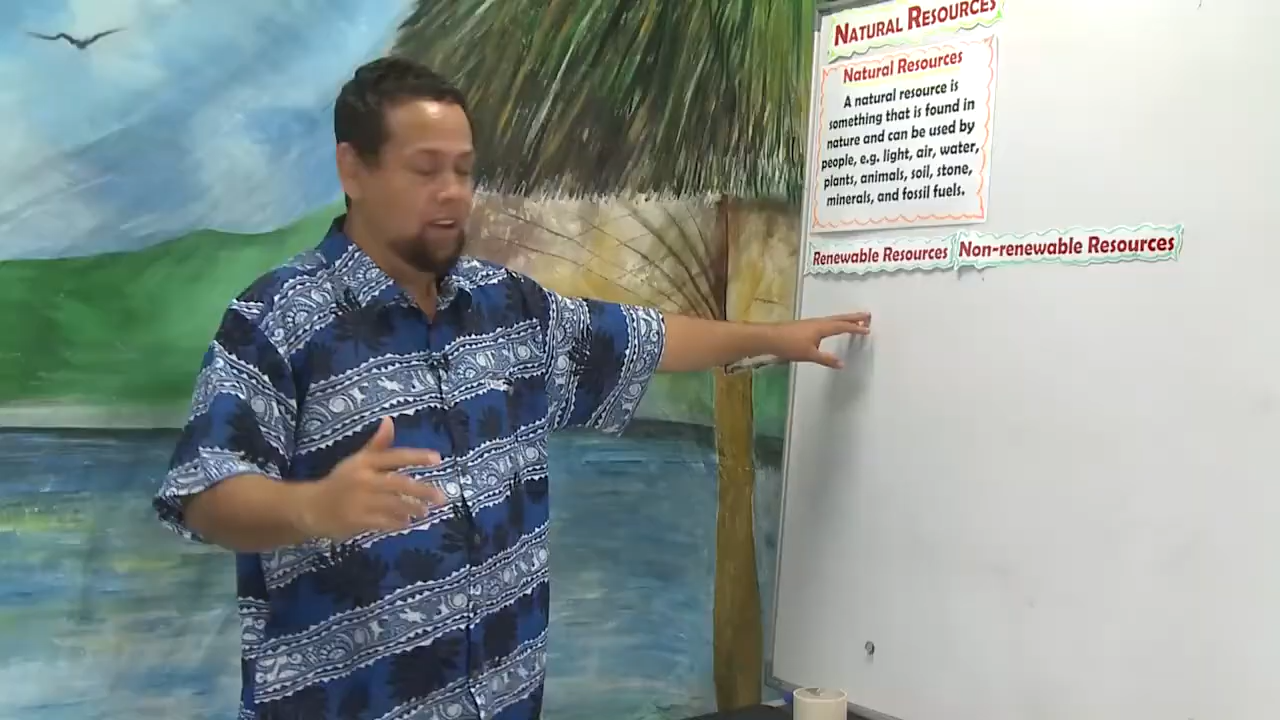 NATURAL RESOURCES
Natural Resources
A natural resource is
something that is found in
nature and can be used by
people, e.g. light, air, water,
plants, animals, soil, stone,
minerals, and fossil fuels.
Renewable Resources
Non-renewable Resources